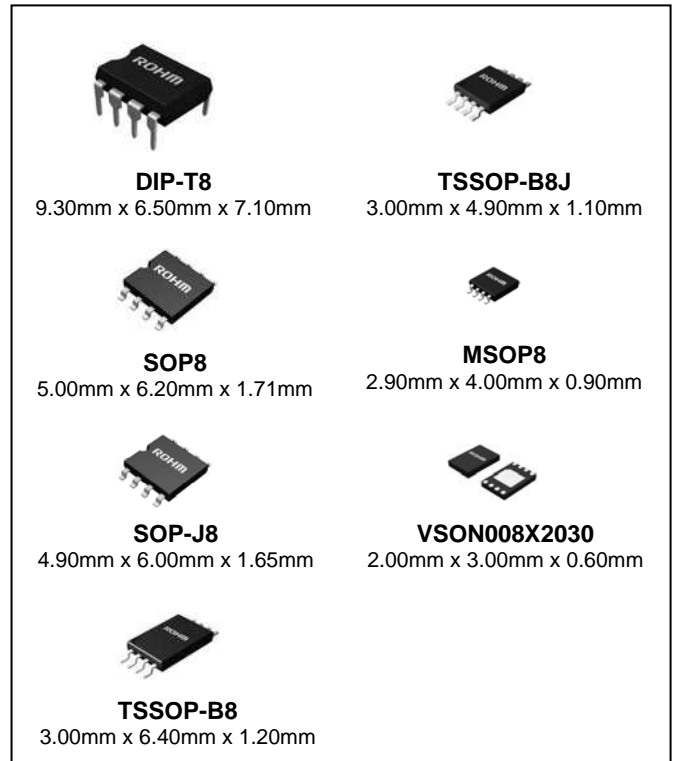 ROHM
DIP-T8
9.30mm x 6.50mm x 7.10mm
ROHM
TSSOP-B8J
3.00mm x 4.90mm x 1.10mm
ROHM
SOP8
5.00mm x 6.20mm x 1.71mm
ROHM
MSOP8
2.90mm x 4.00mm x 0.90mm
ROHM
SOP-J8
4.90mm x 6.00mm x 1.65mm
ROHM
VSON008X2030
2.00mm x 3.00mm x 0.60mm
ROHM
TSSOP-B8
3.00mm x 6.40mm x 1.20mm